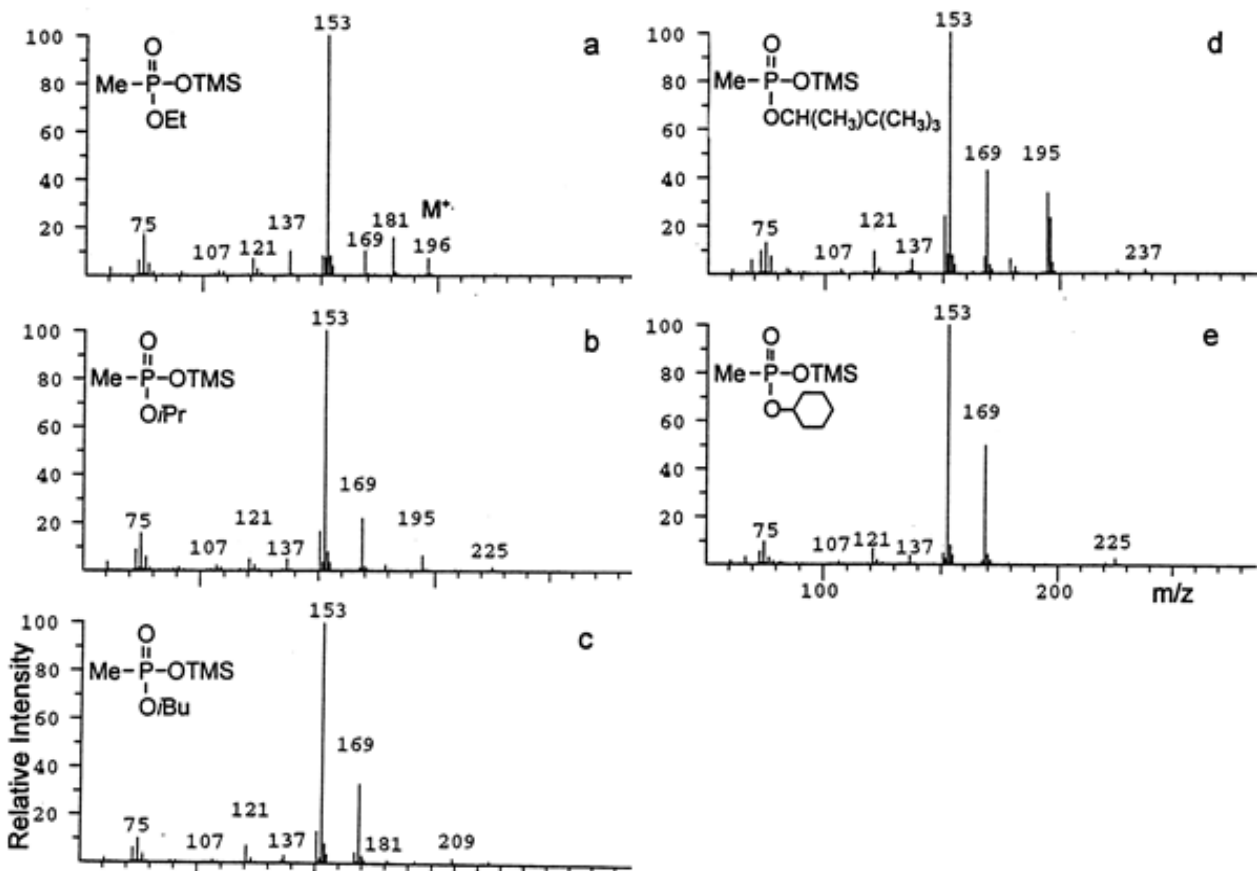 153
a
100
80
60
40
20
O
Me P OTMS
OEt
75 107 121 137 169 181 196
M⁺·
153
b
100
80
60
40
20
O
Me P OTMS
OiPr
75 107 121 137 169 195 225
153
c
Relative Intensity
100
80
60
40
20
O
Me P OTMS
OiBu
75 107 121 137 169 181 209
153
d
100
80
60
40
20
O
Me P OTMS
OCH(CH₃)C(CH₃)₃
75 107 121 137 169 195 237
153
e
100
80
60
40
20
O
Me P OTMS
O
75 107 121 137 169 225
100 200 m/z